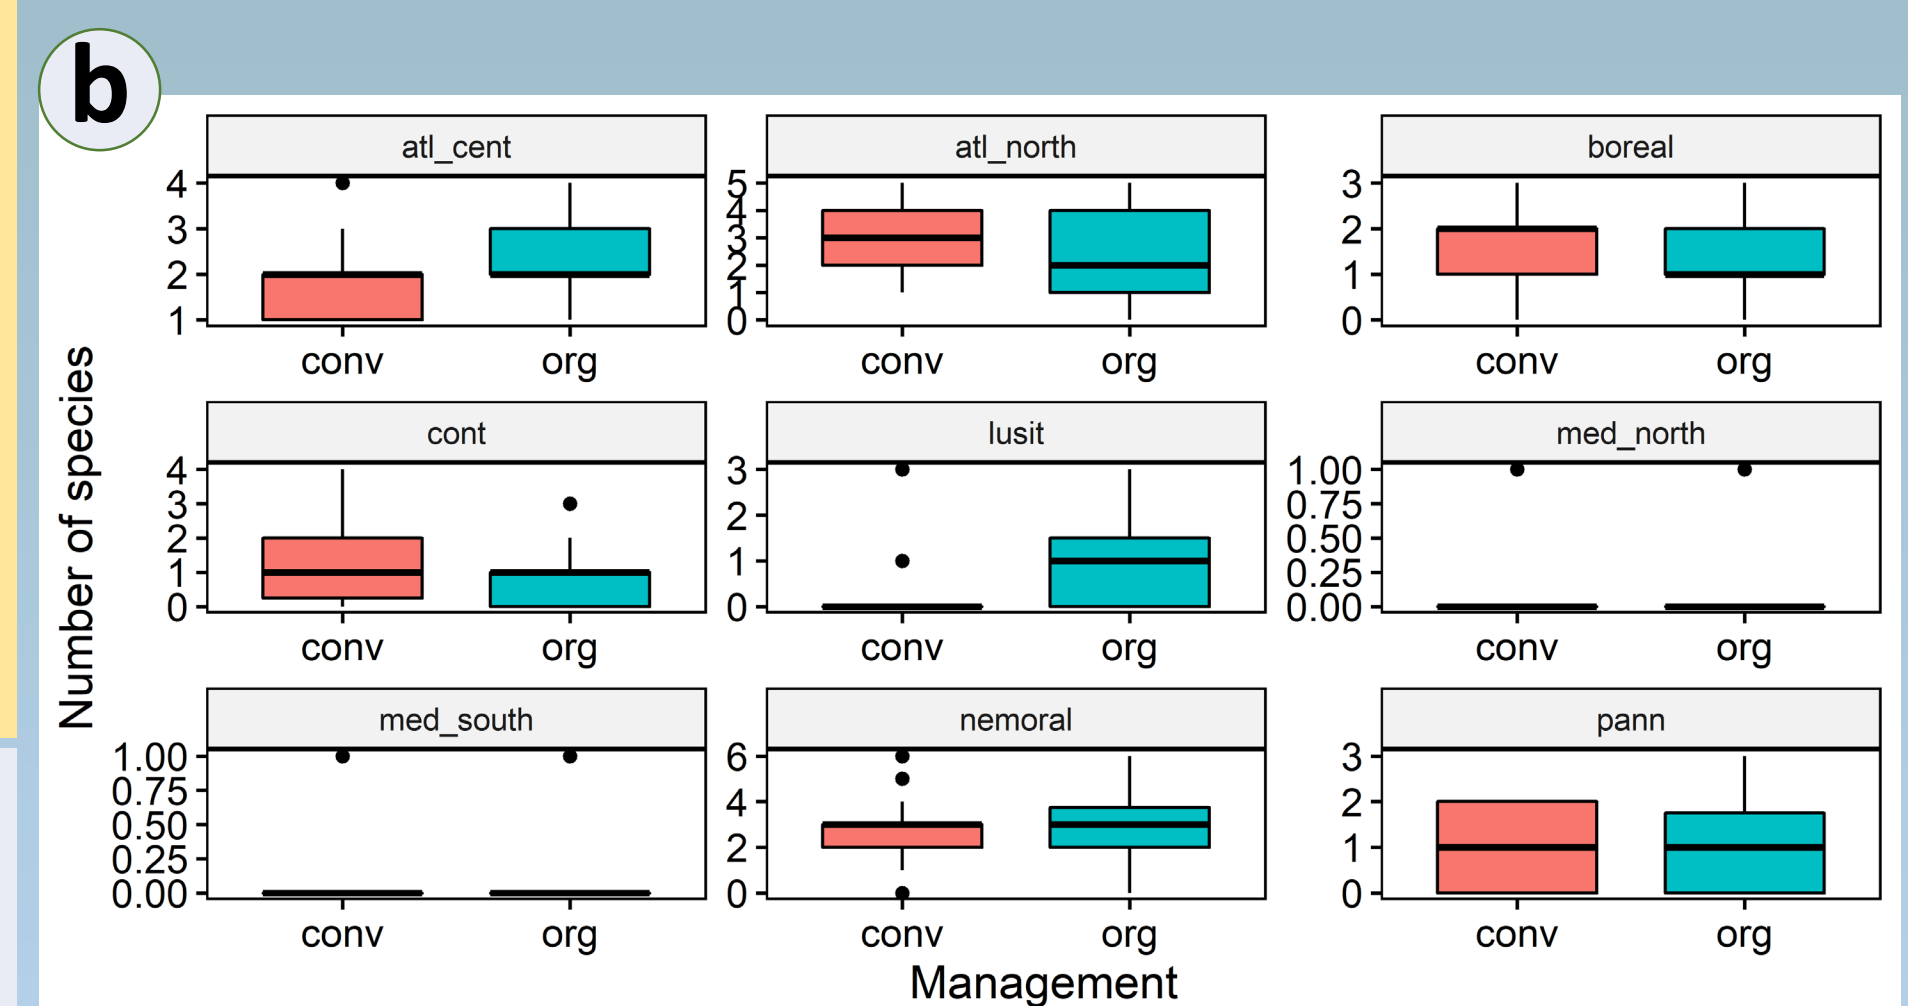 b
atl_cent
atl_north
boreal
4
3
2
1
5
4
3
2
1
0
3
2
1
0
conv org
conv org
conv org
Number of species
cont
lusit
med_north
4
3
2
1
0
3
2
1
0
1.00
0.75
0.50
0.25
0.00
conv org
conv org
conv org
med_south
nemoral
pann
1.00
0.75
0.50
0.25
0.00
6
4
2
0
3
2
1
0
conv org
conv org
conv org
Management